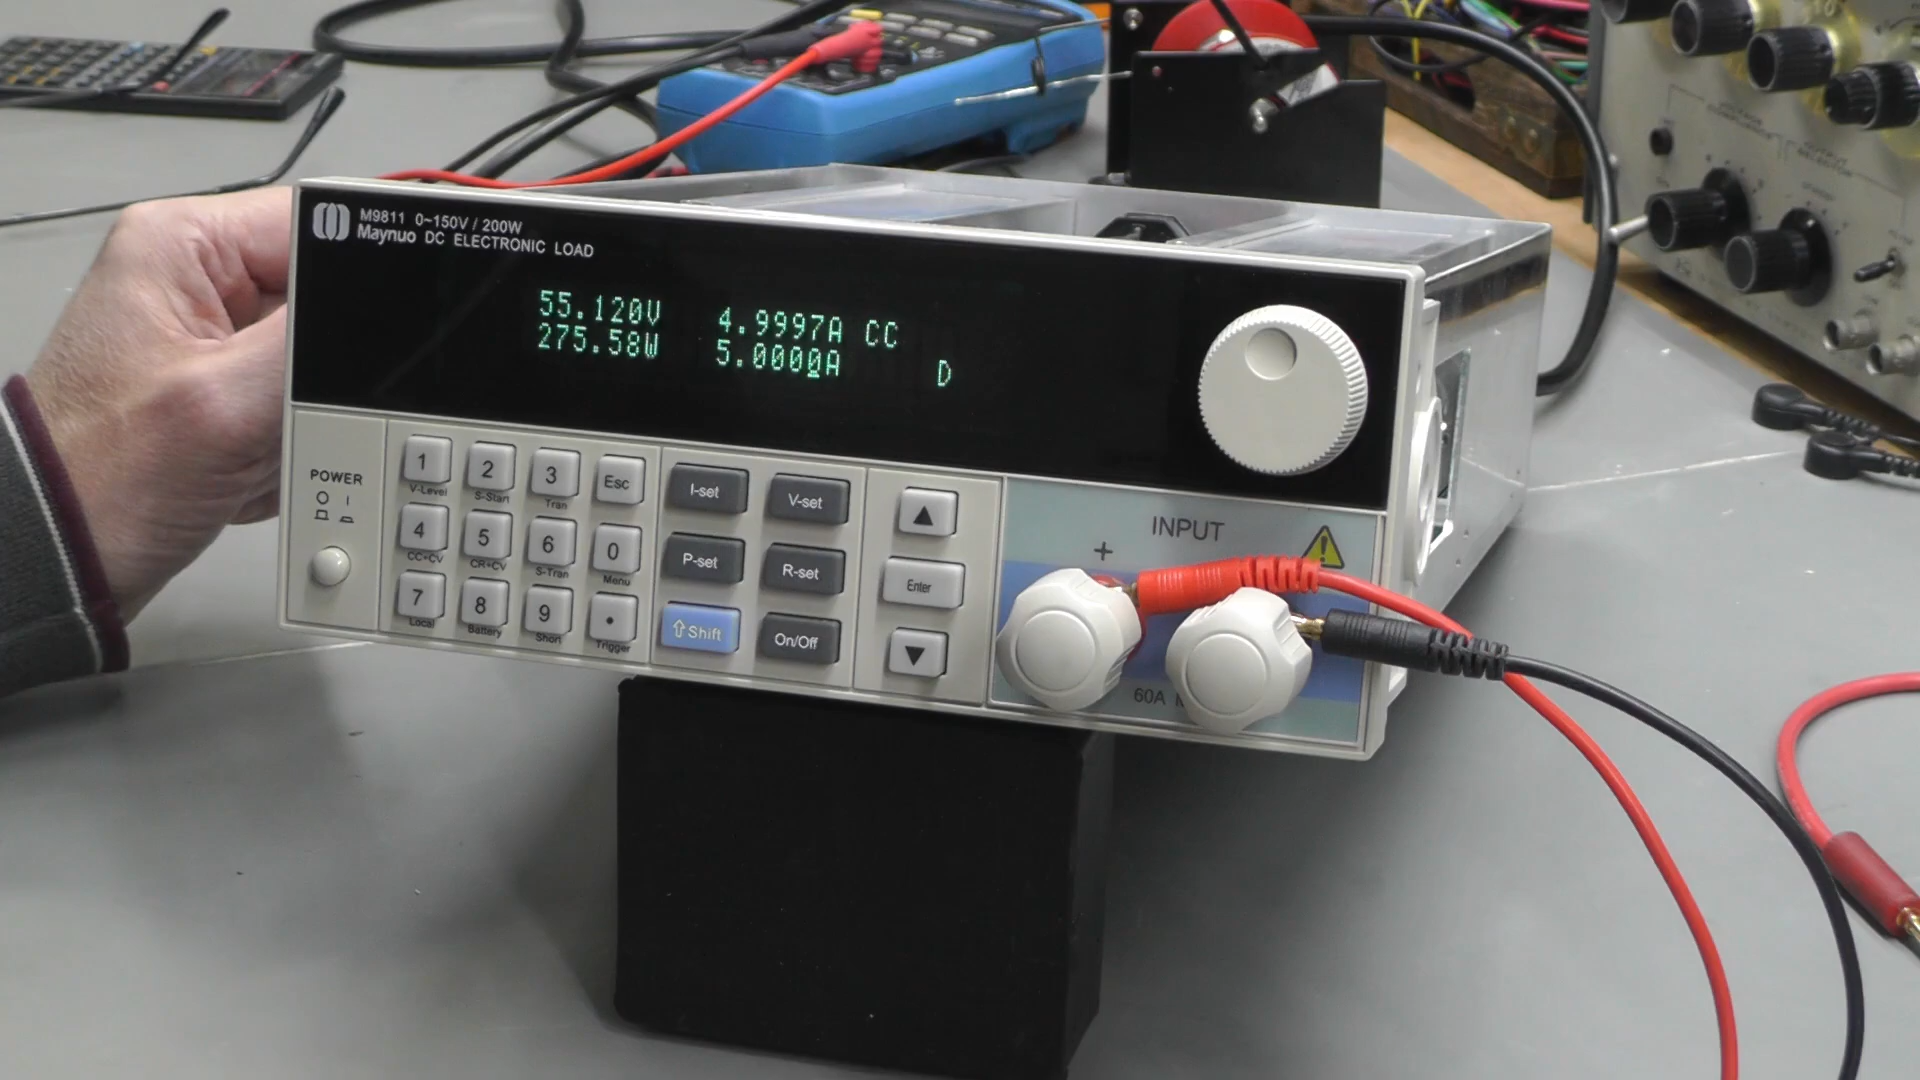 M9811 0~150V / 200W
Maynuo DC ELECTRONIC LOAD
55.120V 4.9997A CC
275.58W 5.0000A D
POWER
O I
1 2 3 Esc
V-Level S-Start Tran
4 5 6 0
CC+CV CR+CV S-Tran Menu
7 8 9 •
Local Battery Short Trigger
I-set V-set
P-set R-set
⇧Shift On/Off
▲
Enter
▼
INPUT
+
60A